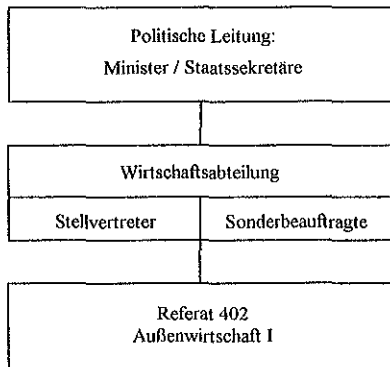 Politische Leitung:
Minister / Staatssekretäre
Wirtschaftsabteilung
Stellvertreter
Sonderbeauftragte
Referat 402
Außenwirtschaft I